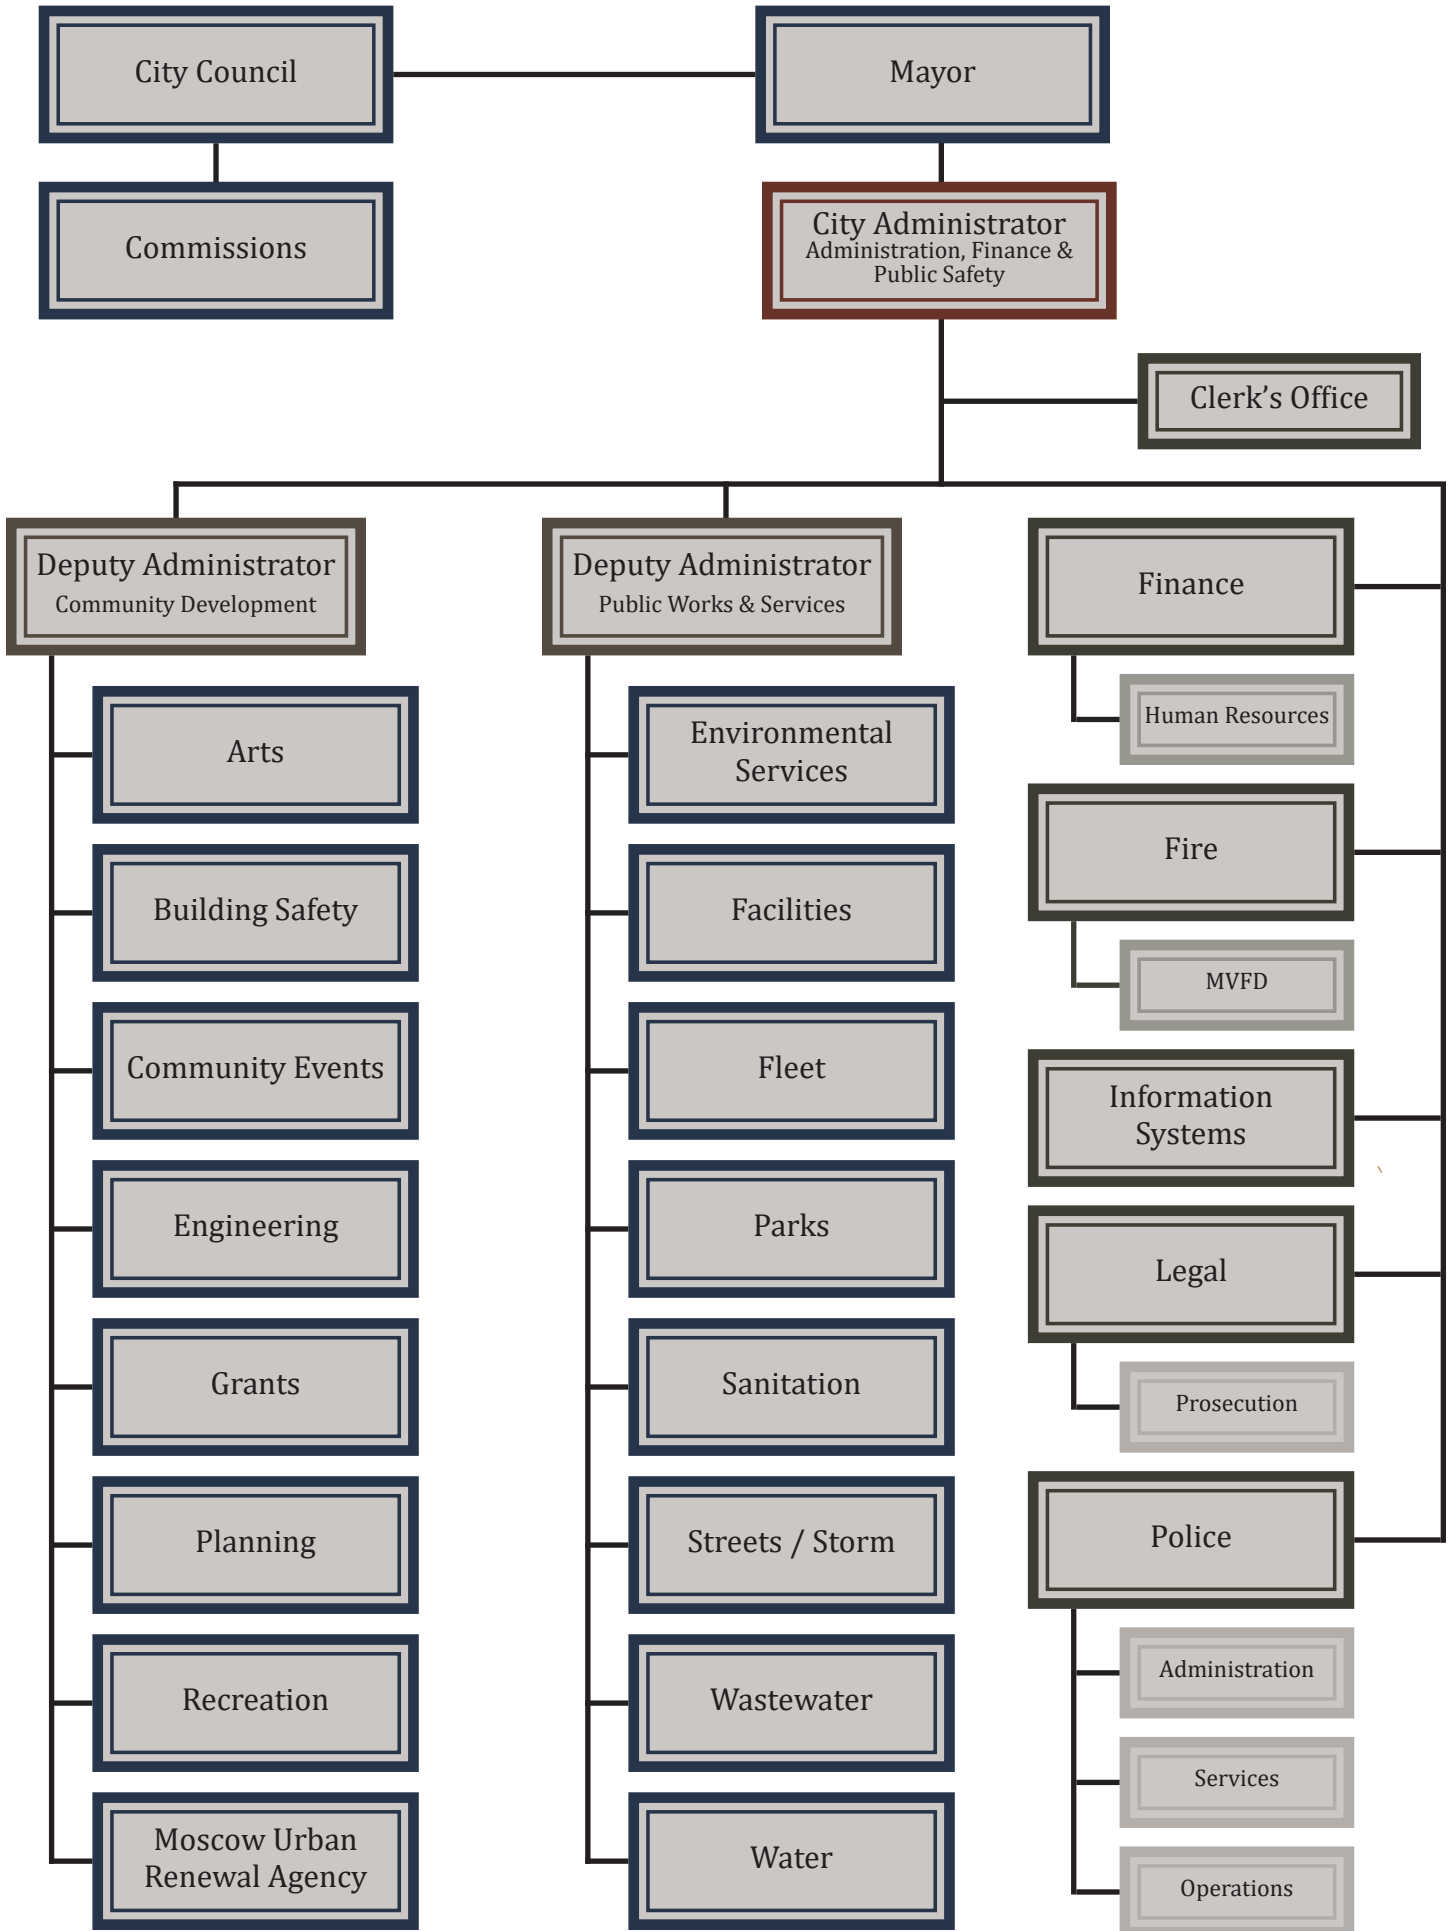 City Council
Mayor
Commissions
City Administrator
Administration, Finance &
Public Safety
Clerk’s Office
Deputy Administrator
Community Development
Arts
Building Safety
Community Events
Engineering
Grants
Planning
Recreation
Moscow Urban
Renewal Agency
Deputy Administrator
Public Works & Services
Environmental
Services
Facilities
Fleet
Parks
Sanitation
Streets / Storm
Wastewater
Water
Finance
Human Resources
Fire
MVFD
Information
Systems
Legal
Prosecution
Police
Administration
Services
Operations